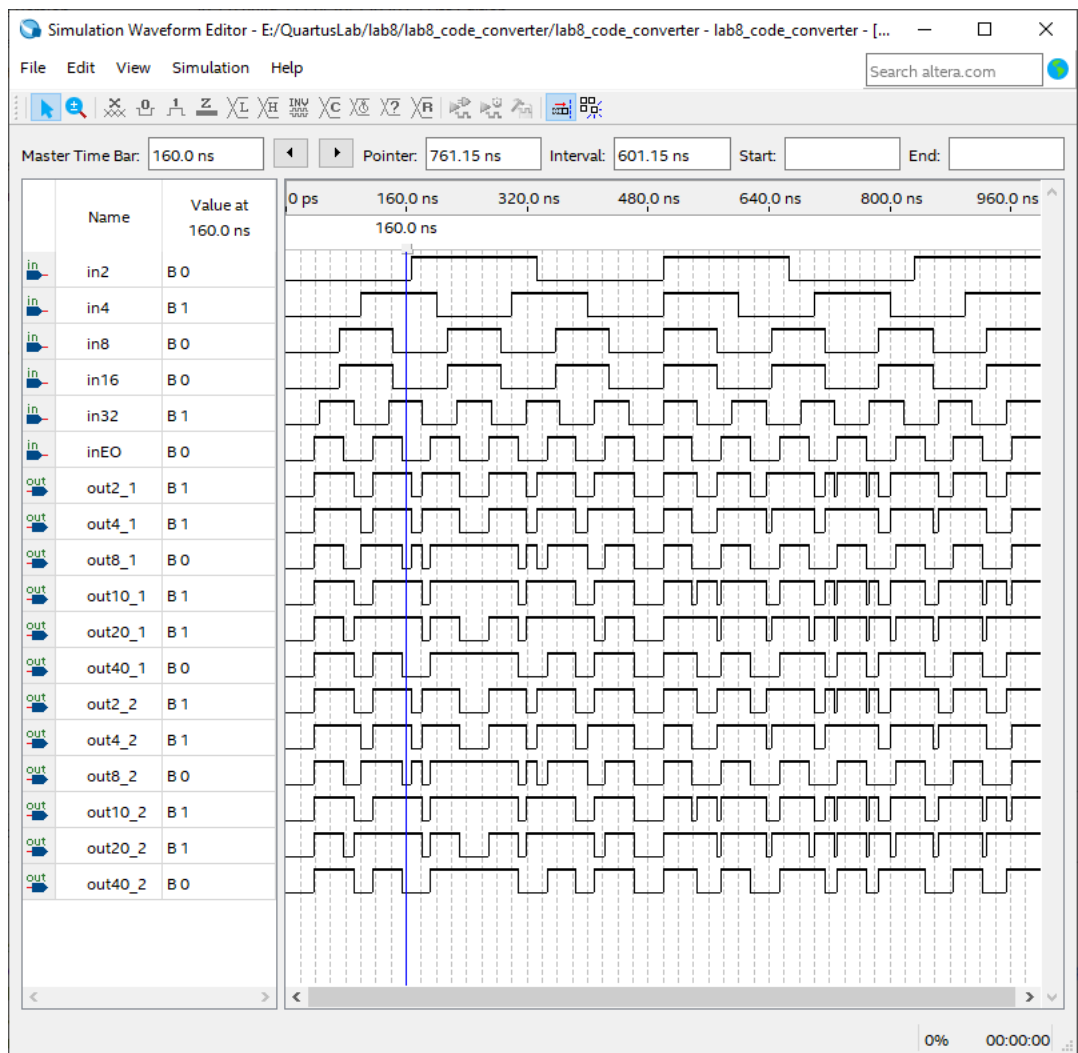 Simulation Waveform Editor - E:/QuartusLab/lab8/lab8_code_converter/lab8_code_converter - lab8_code_converter - [...
File Edit View Simulation Help
Search altera.com
Master Time Bar: 160.0 ns Pointer: 761.15 ns Interval: 601.15 ns Start: End:
Name Value at 160.0 ns
0 ps 160.0 ns 320.0 ns 480.0 ns 640.0 ns 800.0 ns 960.0 ns
160.0 ns
in in2 B 0
in in4 B 1
in in8 B 0
in in16 B 0
in in32 B 1
in inEO B 0
out out2_1 B 1
out out4_1 B 1
out out8_1 B 0
out out10_1 B 1
out out20_1 B 1
out out40_1 B 0
out out2_2 B 1
out out4_2 B 1
out out8_2 B 0
out out10_2 B 1
out out20_2 B 1
out out40_2 B 0
0% 00:00:00